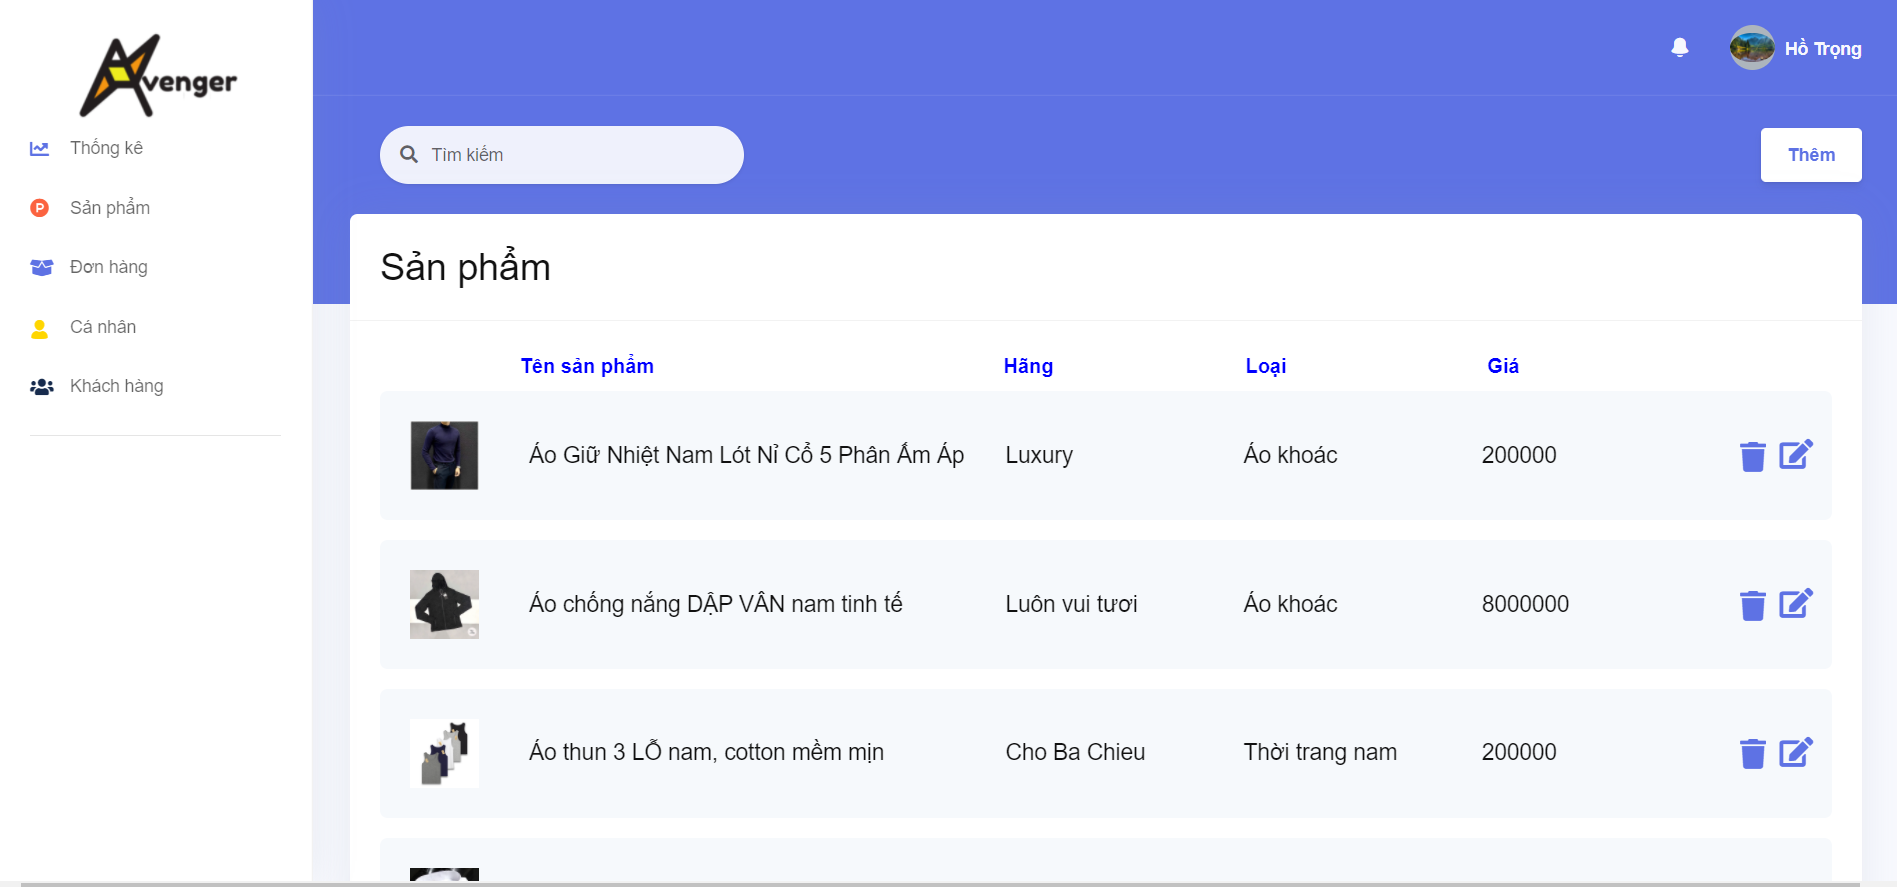 Avenger
Hồ Trọng
Thống kê
Sản phẩm
Đơn hàng
Cá nhân
Khách hàng
Tìm kiếm
Thêm
Sản phẩm
Tên sản phẩm Hãng Loại Giá
Áo Giữ Nhiệt Nam Lót Nỉ Cổ 5 Phân Ấm Áp Luxury Áo khoác 200000
Áo chống nắng DẬP VÂN nam tinh tế Luôn vui tươi Áo khoác 8000000
Áo thun 3 LỖ nam, cotton mềm mịn Cho Ba Chieu Thời trang nam 200000